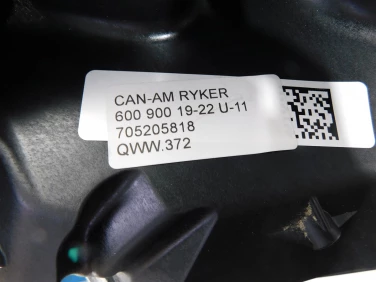 CAN-AM RYKER
600 900 19-22 U-11
705205818
QWW.372